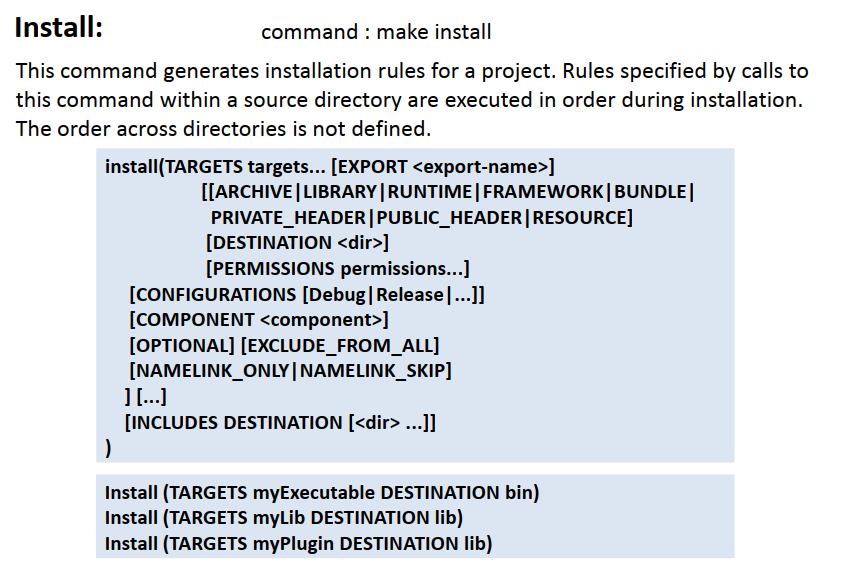 Install:
command : make install
This command generates installation rules for a project. Rules specified by calls to
this command within a source directory are executed in order during installation.
The order across directories is not defined.
install(TARGETS targets... [EXPORT <export-name>]
[[ARCHIVE|LIBRARY|RUNTIME|FRAMEWORK|BUNDLE|
PRIVATE_HEADER|PUBLIC_HEADER|RESOURCE]
[DESTINATION <dir>]
[PERMISSIONS permissions...]
[CONFIGURATIONS [Debug|Release|...]]
[COMPONENT <component>]
[OPTIONAL] [EXCLUDE_FROM_ALL]
[NAMELINK_ONLY|NAMELINK_SKIP]
] [...]
[INCLUDES DESTINATION [<dir> ...]]
)
Install (TARGETS myExecutable DESTINATION bin)
Install (TARGETS myLib DESTINATION lib)
Install (TARGETS myPlugin DESTINATION lib)